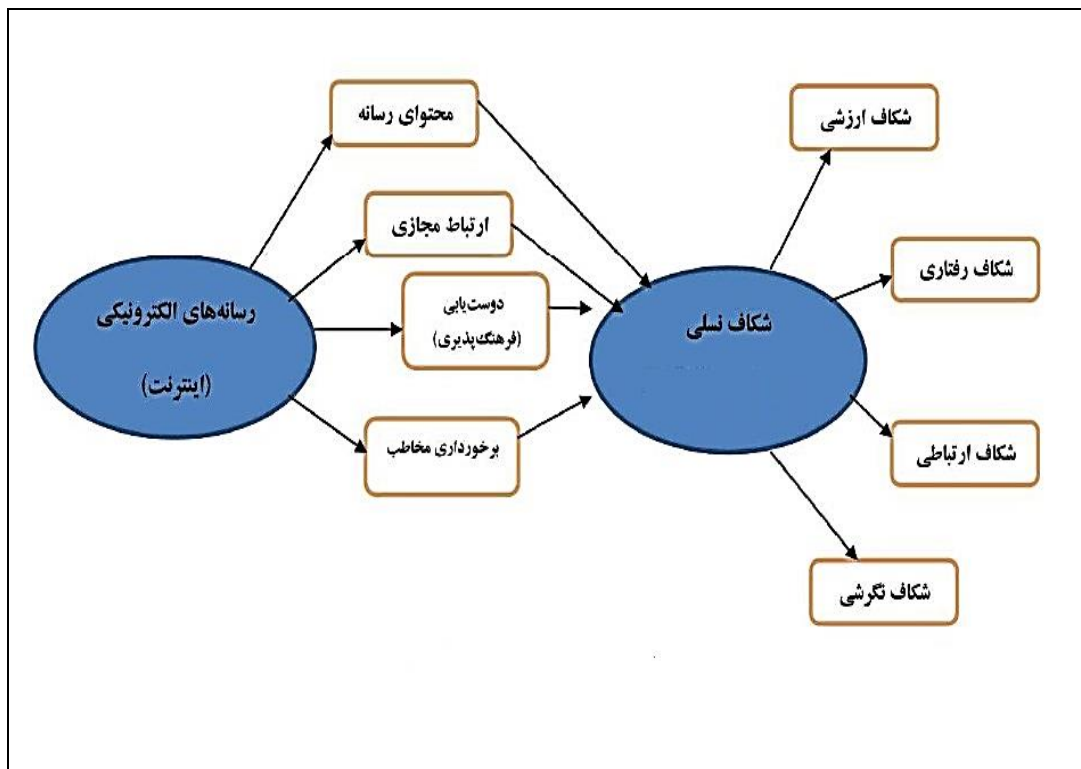 محتوای رسانه
ارتباط مجازی
دوست‌یابی
(فرهنگ‌پذیری)
برخورداری مخاطب
رسانه‌های الکترونیکی
(اینترنت)
شکاف نسلی
شکاف ارزشی
شکاف رفتاری
شکاف ارتباطی
شکاف نگرشی